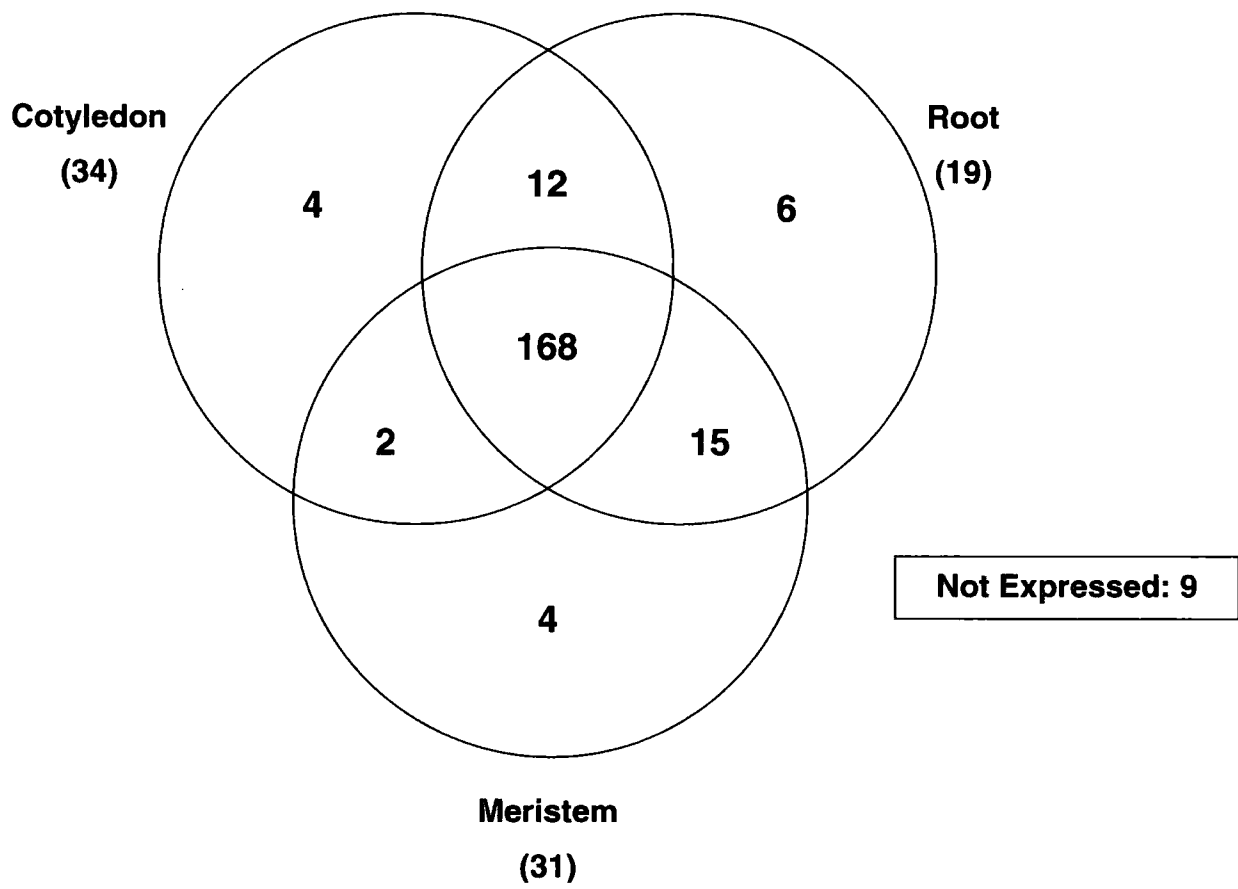 Cotyledon
(34)
Root
(19)
4
12
6
168
2
15
Not Expressed: 9
4
Meristem
(31)